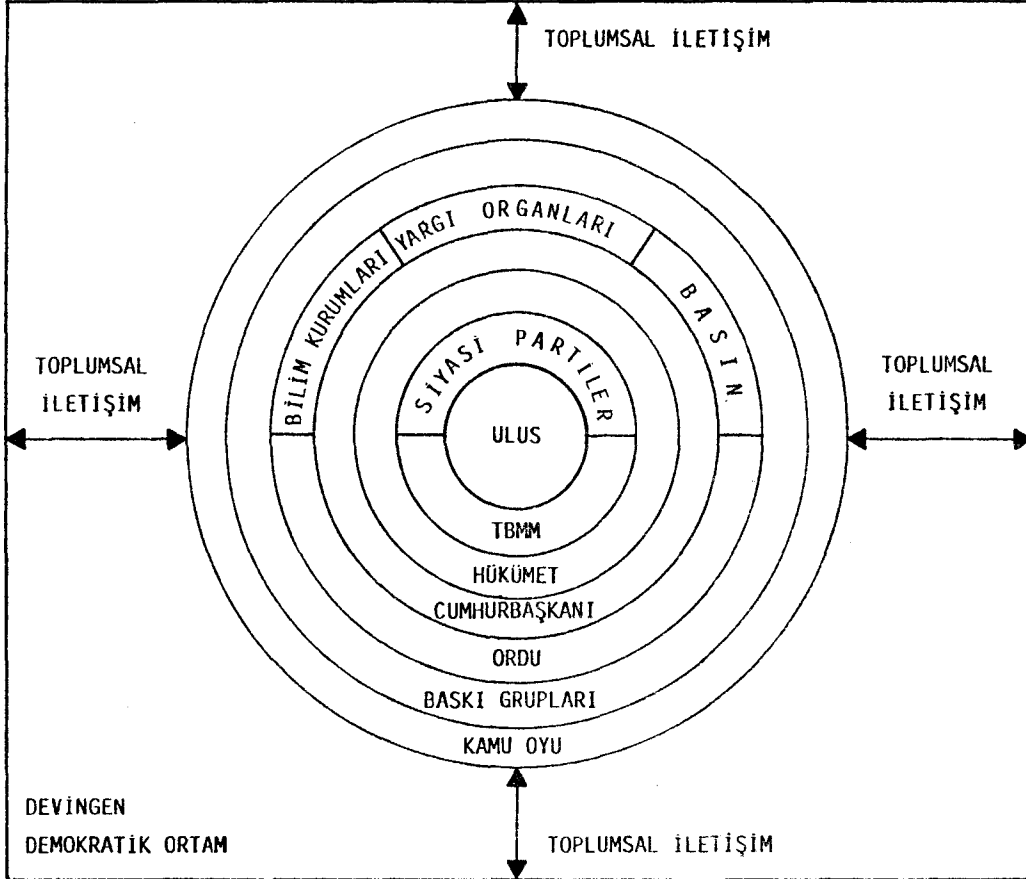 TOPLUMSAL İLETİŞİM
YARGI ORGANLARI
BİLİM KURUMLARI
BASIN
SİYASİ PARTİLER
TOPLUMSAL
İLETİŞİM
TOPLUMSAL
İLETİŞİM
ULUS
TBMM
HÜKÜMET
CUMHURBAŞKANI
ORDU
BASKI GRUPLARI
KAMU OYU
DEVİNGEN
DEMOKRATİK ORTAM
TOPLUMSAL İLETİŞİM